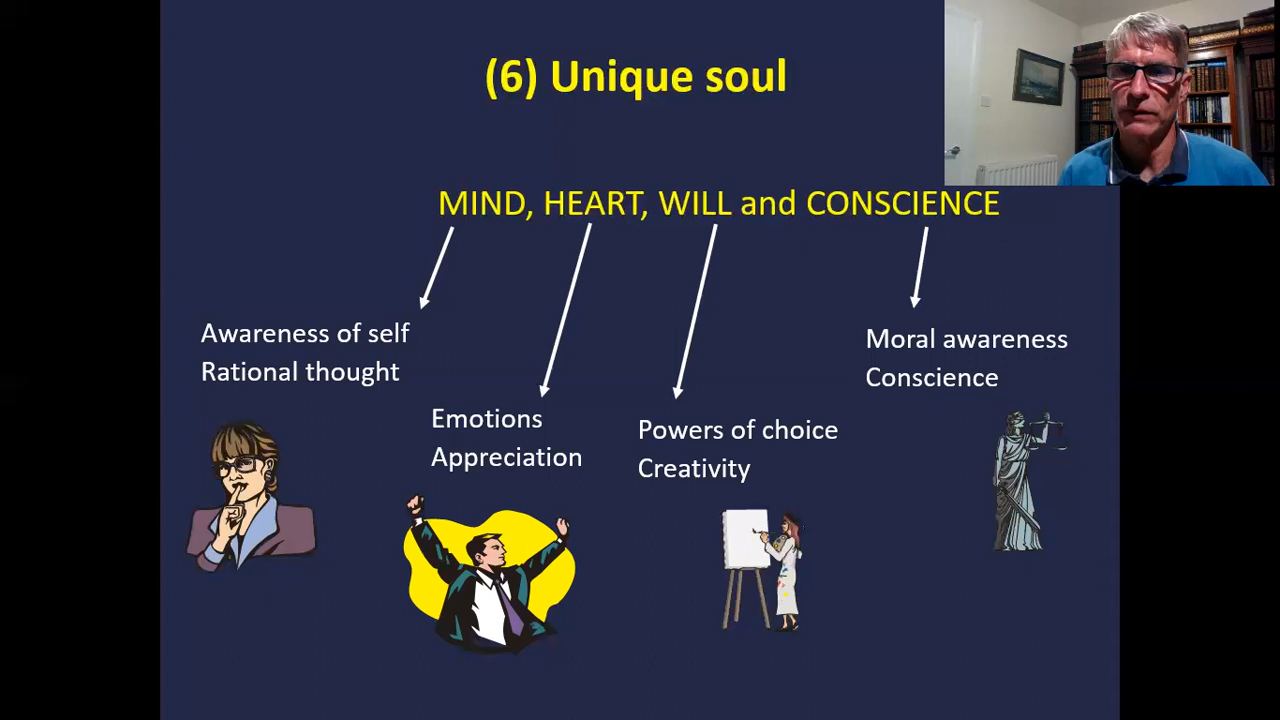 (6) Unique soul
MIND, HEART, WILL and CONSCIENCE
Awareness of self
Rational thought
Emotions
Appreciation
Powers of choice
Creativity
Moral awareness
Conscience